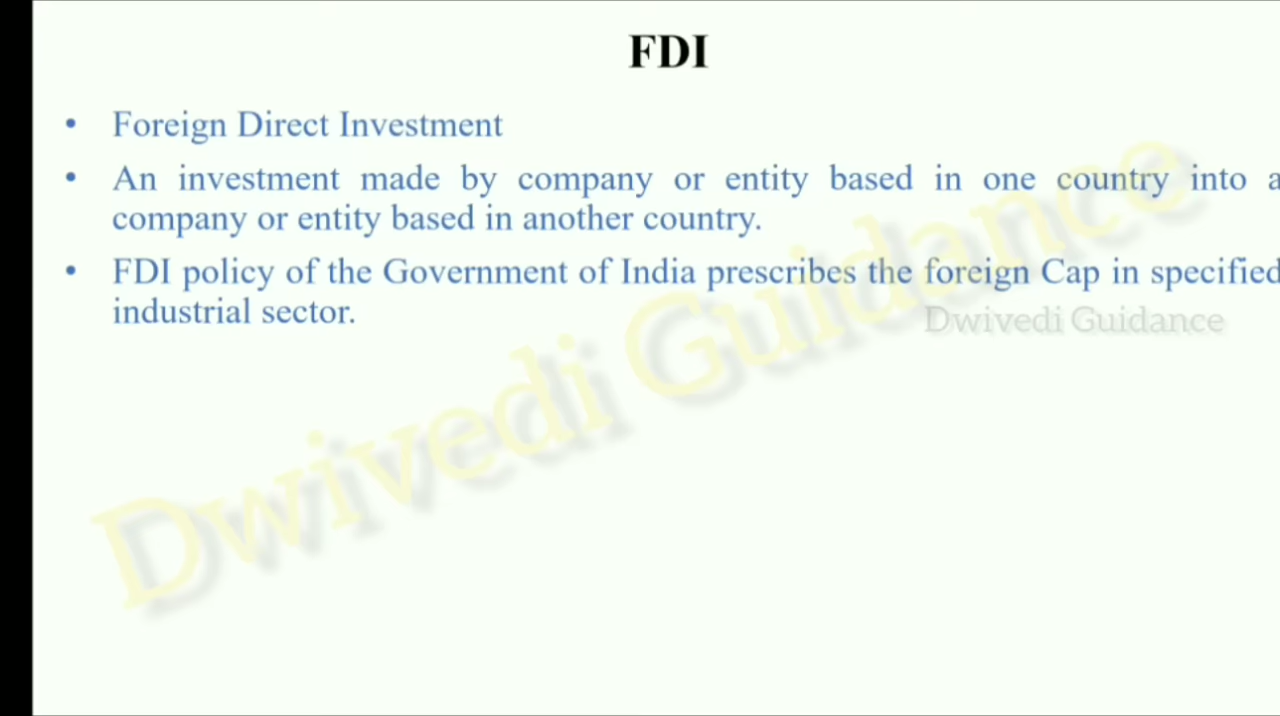 FDI
• Foreign Direct Investment
• An investment made by company or entity based in one country into a
company or entity based in another country.
• FDI policy of the Government of India prescribes the foreign Cap in specified
industrial sector.
Dwivedi Guidance
Dwivedi Guidance